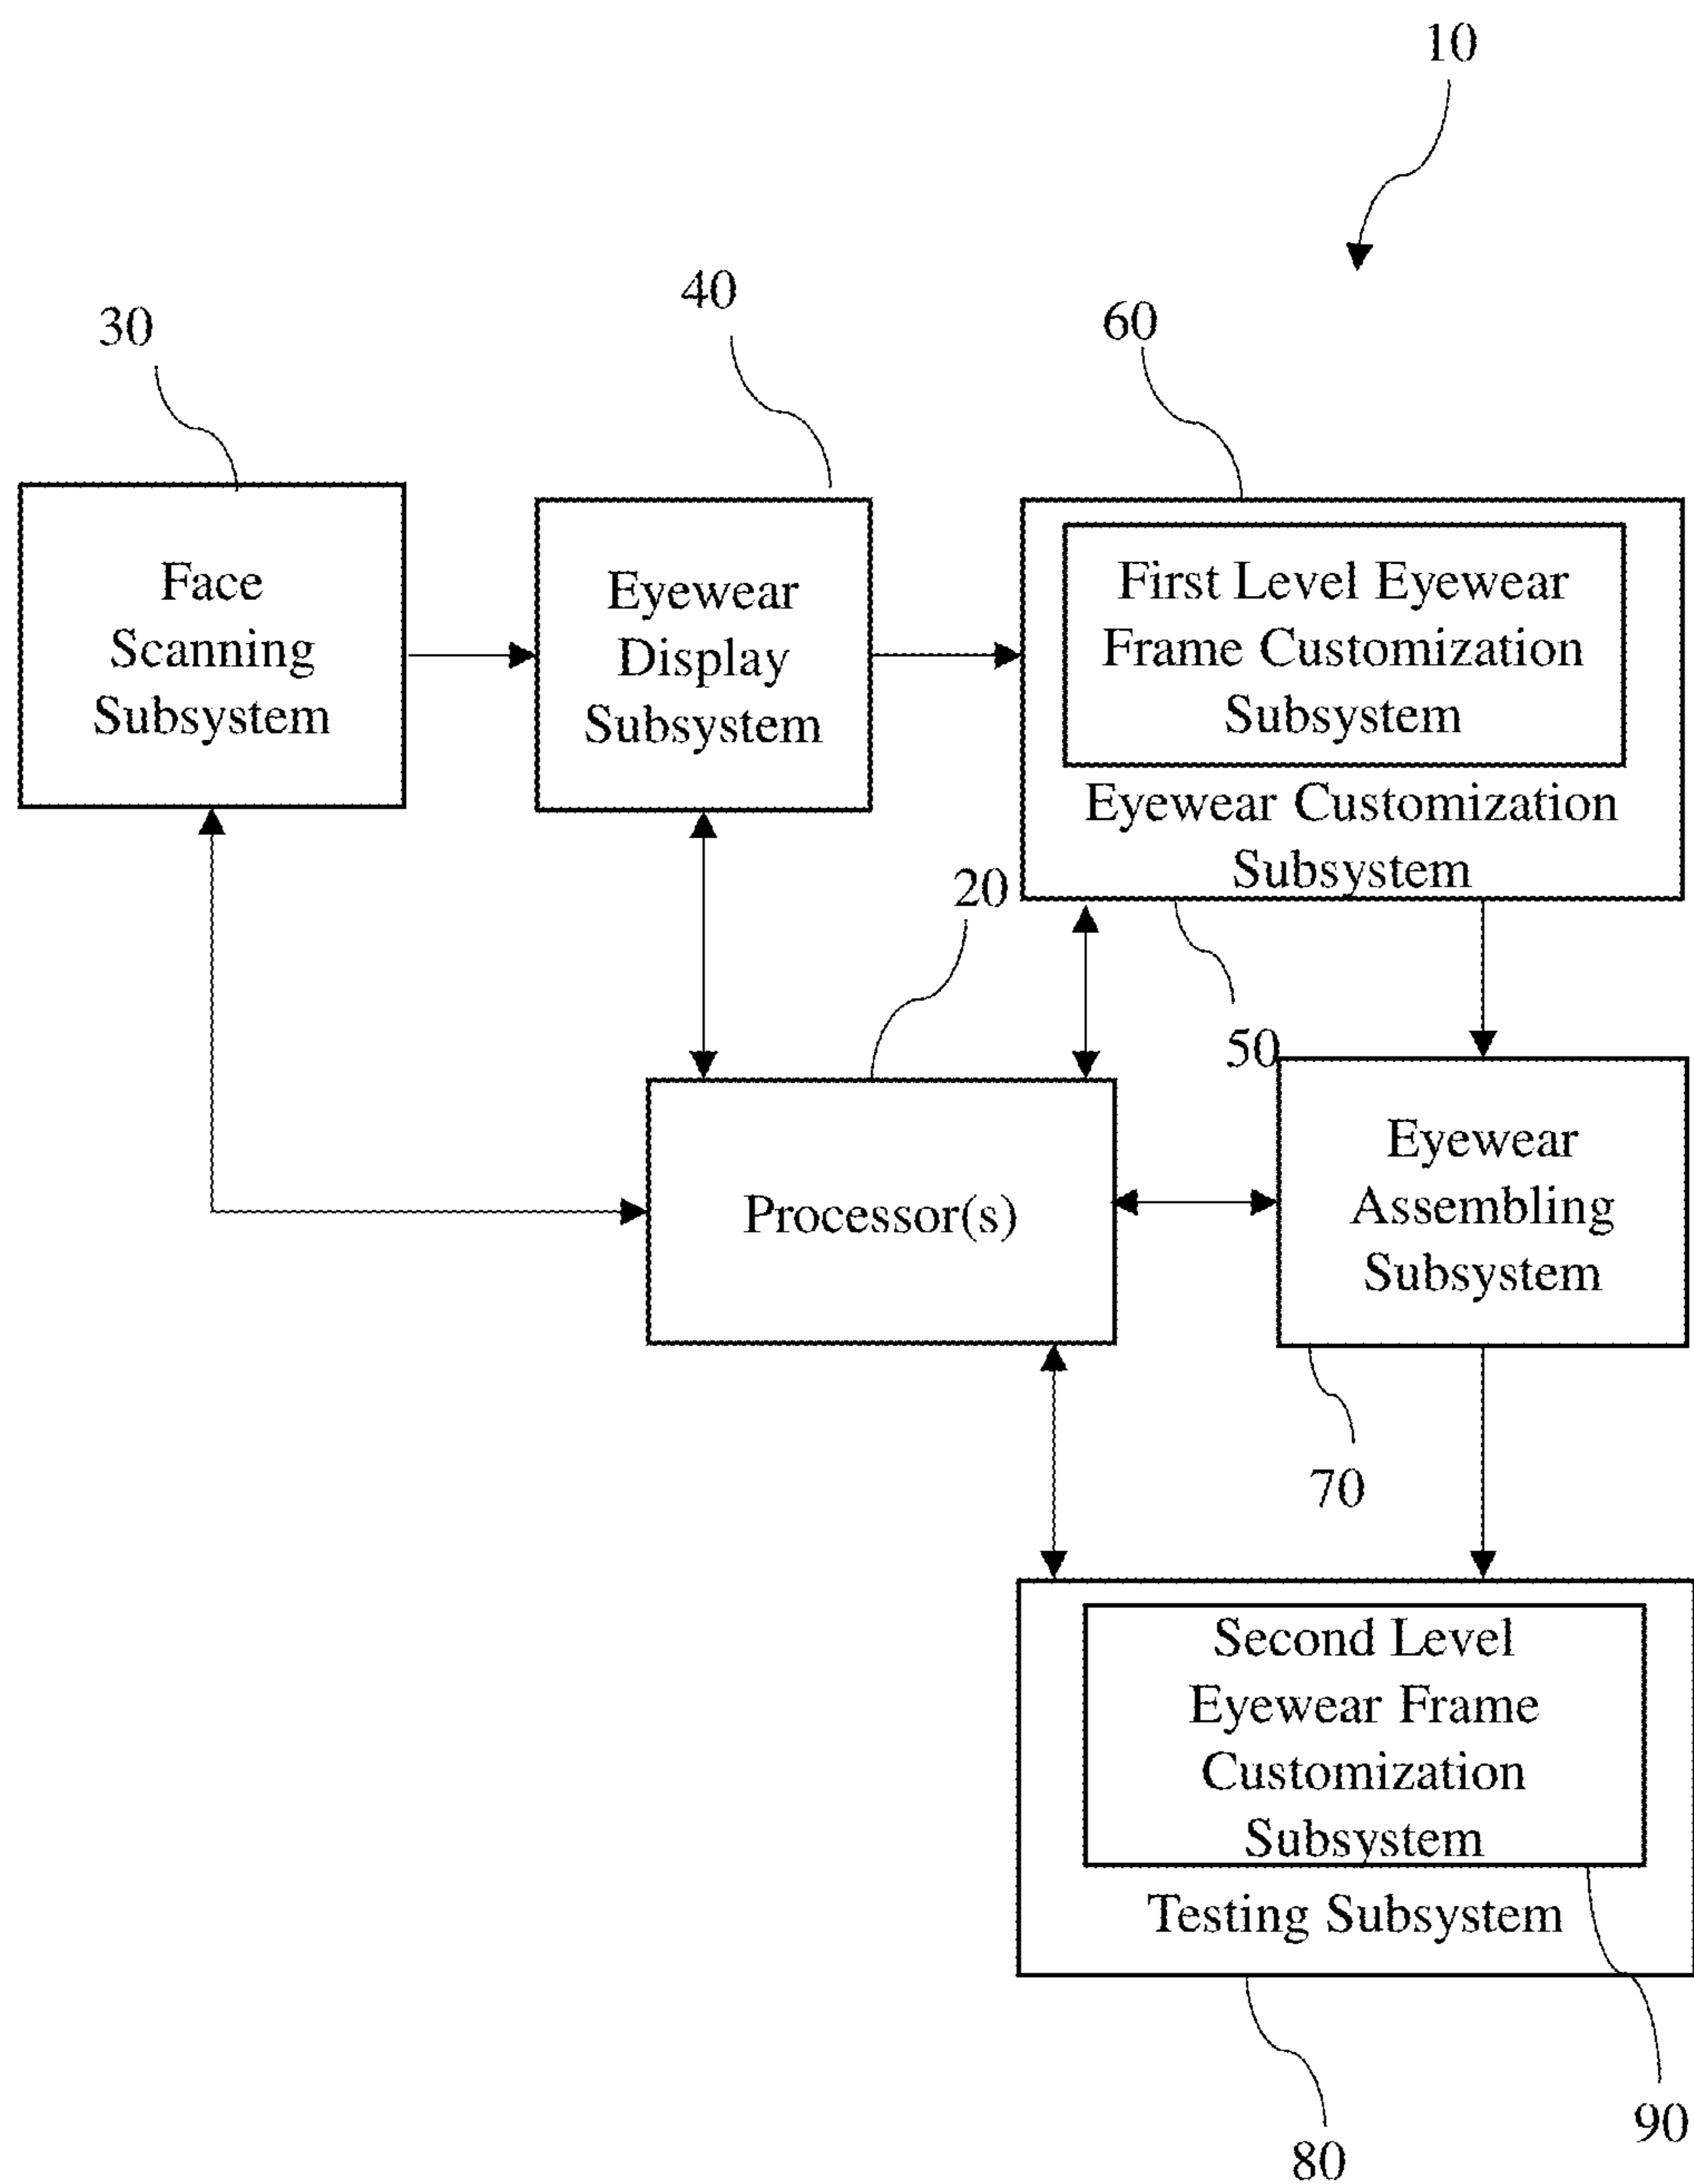 10
30
40
60
Face
Scanning
Subsystem
Eyewear
Display
Subsystem
First Level Eyewear
Frame Customization
Subsystem
Eyewear Customization
Subsystem
20
50
Processor(s)
Eyewear
Assembling
Subsystem
70
Second Level
Eyewear Frame
Customization
Subsystem
Testing Subsystem
80
90